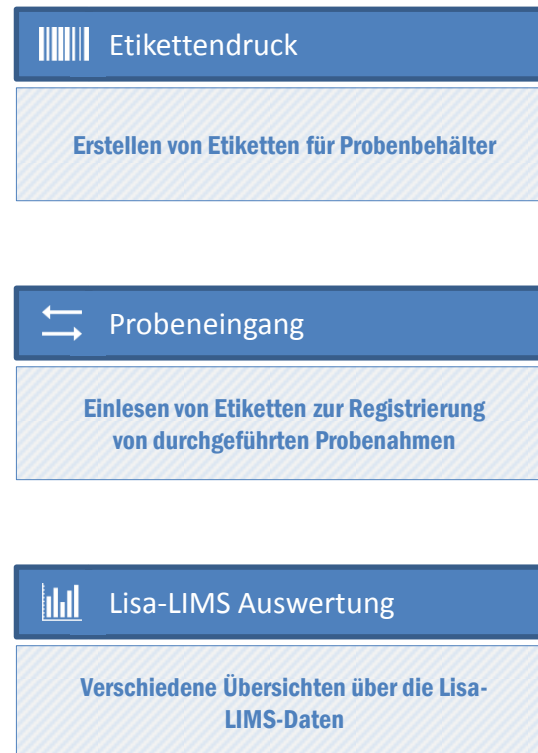 Etikettendruck
Erstellen von Etiketten für Probenbehälter
Probeneingang
Einlesen von Etiketten zur Registrierung
von durchgeführten Probenahmen
Lisa-LIMS Auswertung
Verschiedene Übersichten über die Lisa-
LIMS-Daten